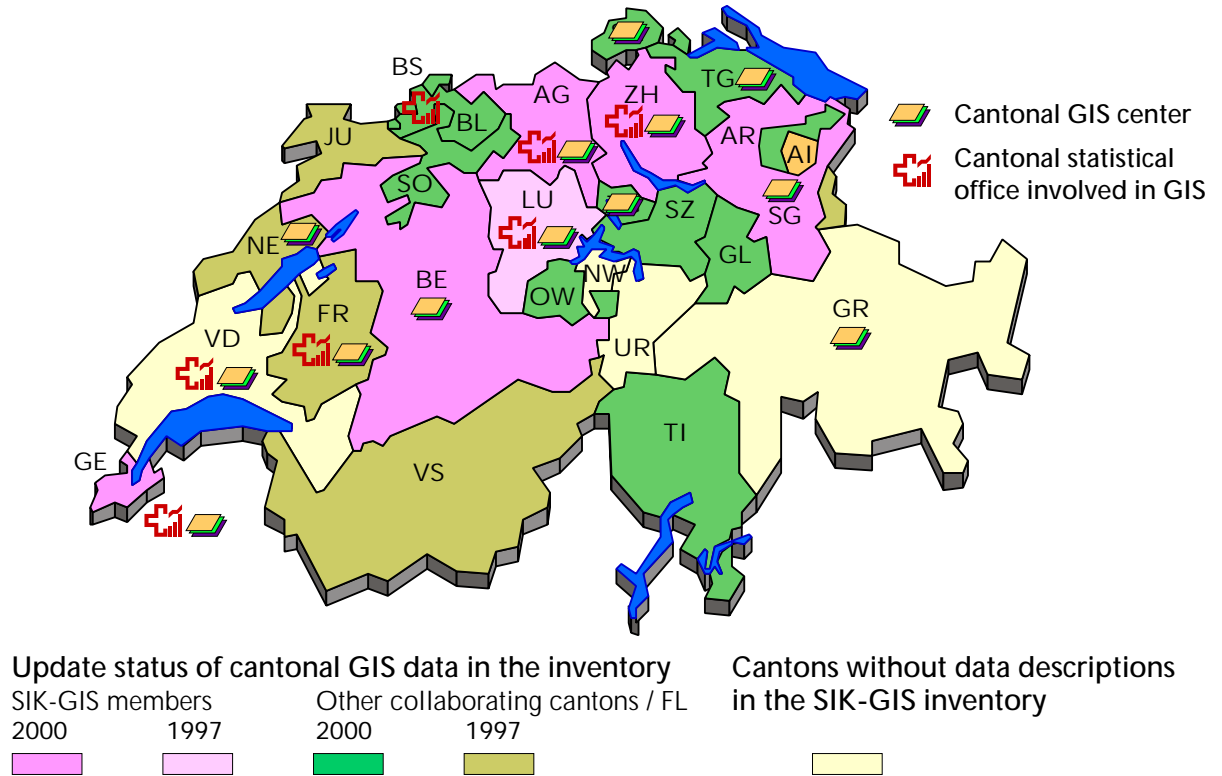 BS
AG
ZH
TG
Cantonal GIS center
BL
JU
AR
AI
Cantonal statistical
office involved in GIS
SO
LU
SZ
SG
NE
GL
NW
BE
OW
GR
FR
VD
UR
TI
GE
VS
Update status of cantonal GIS data in the inventory
SIK-GIS members
2000
1997
Other collaborating cantons / FL
2000
1997
Cantons without data descriptions
in the SIK-GIS inventory